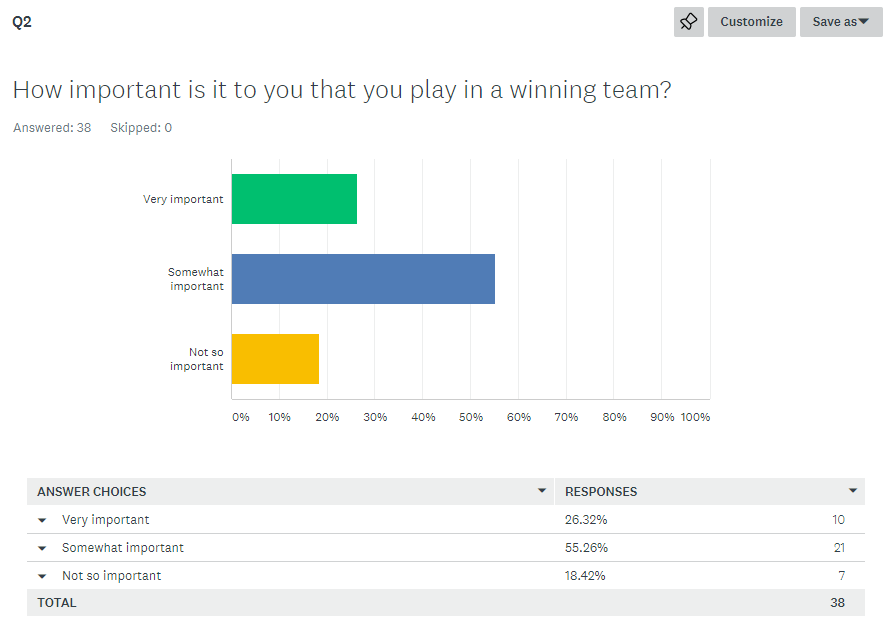 Q2
Customize
Save as
How important is it to you that you play in a winning team?
Answered: 38 Skipped: 0
Very important
Somewhat
important
Not so
important
0% 10% 20% 30% 40% 50% 60% 70% 80% 90% 100%
ANSWER CHOICES RESPONSES
Very important 26.32% 10
Somewhat important 55.26% 21
Not so important 18.42% 7
TOTAL 38